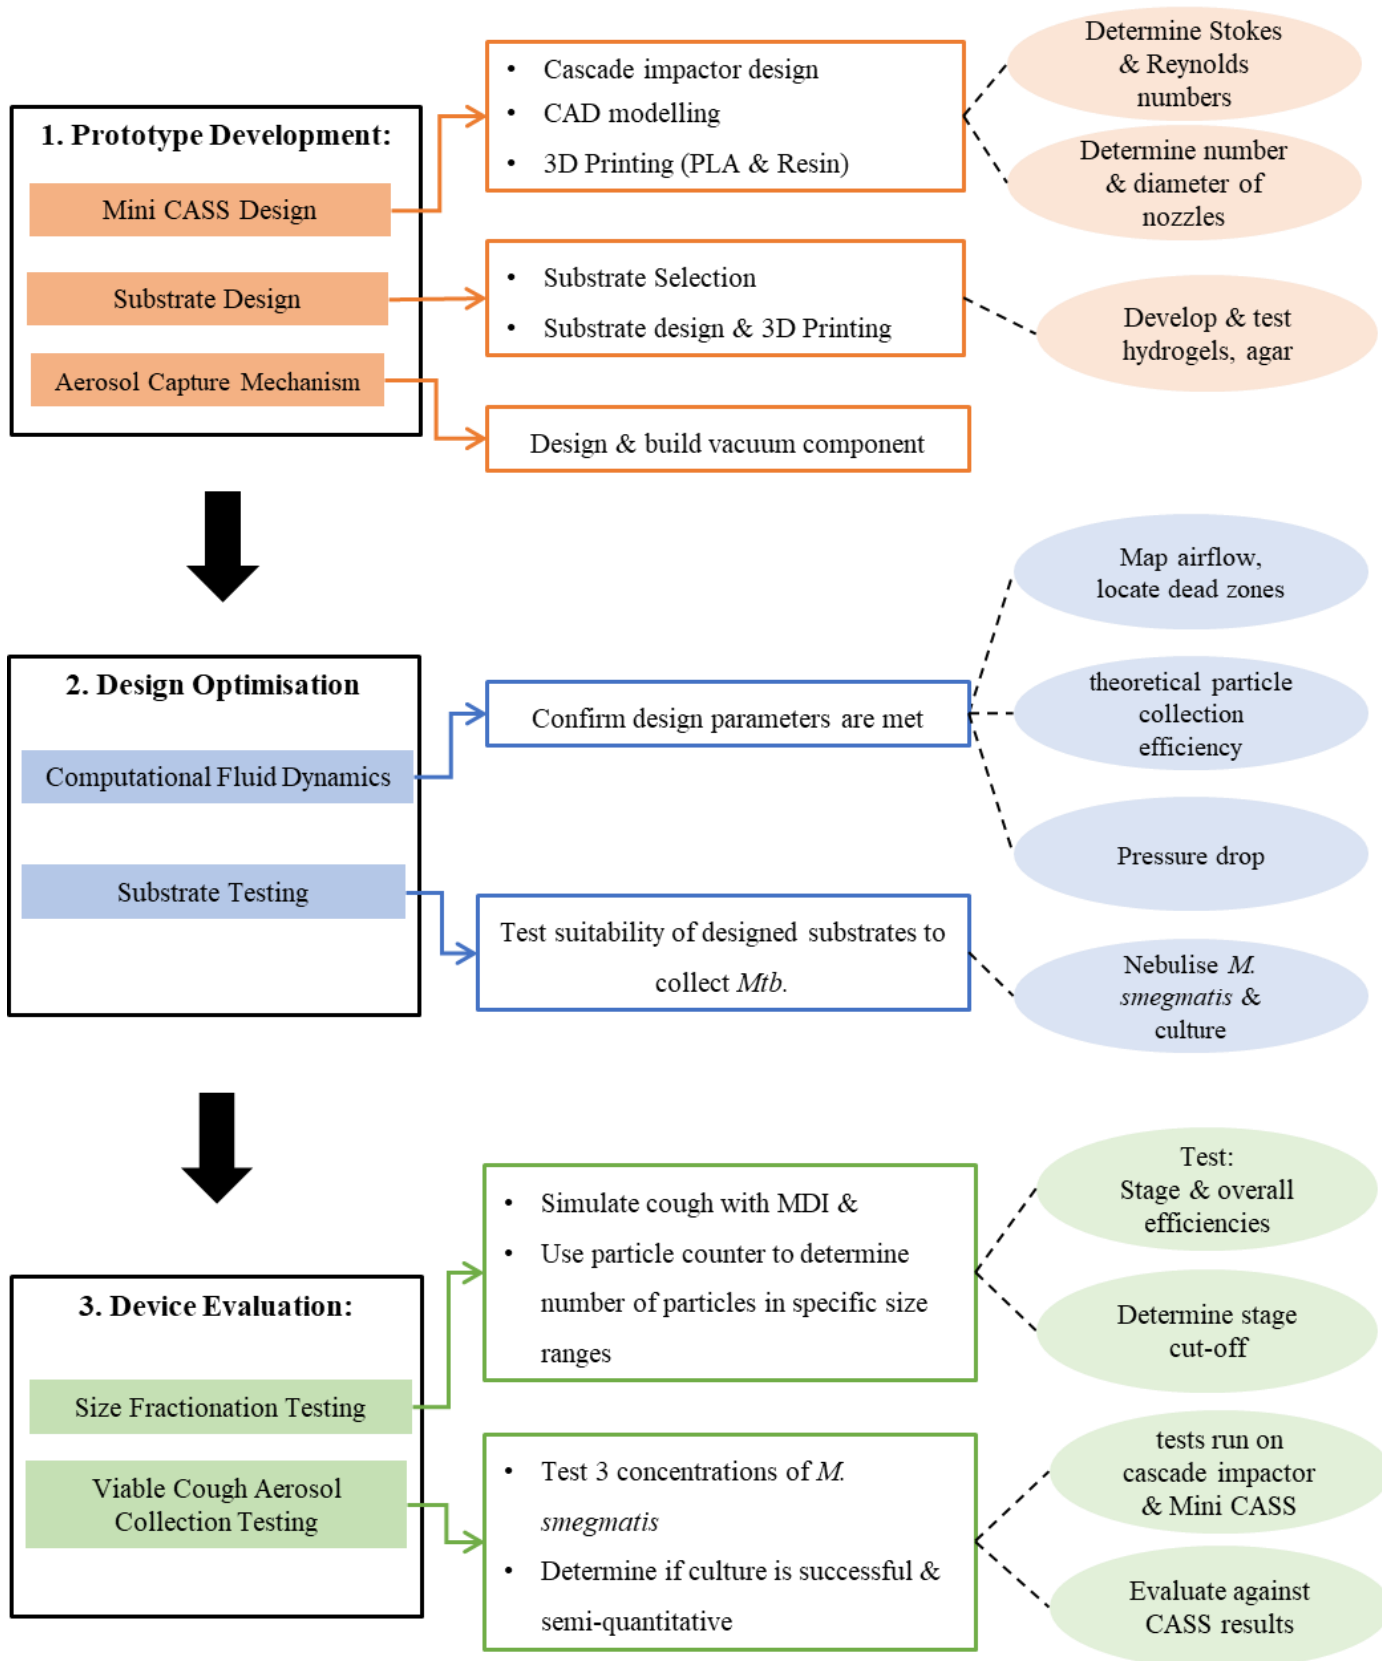 1. Prototype Development:
Mini CASS Design
Substrate Design
Aerosol Capture Mechanism
• Cascade impactor design
• CAD modelling
• 3D Printing (PLA & Resin)
Determine Stokes
& Reynolds
numbers
Determine number
& diameter of
nozzles
• Substrate Selection
• Substrate design & 3D Printing
Develop & test
hydrogels, agar
Design & build vacuum component
2. Design Optimisation
Computational Fluid Dynamics
Substrate Testing
Confirm design parameters are met
Map airflow,
locate dead zones
theoretical particle
collection
efficiency
Pressure drop
Test suitability of designed substrates to
collect Mtb.
Nebulise M.
smegmatis &
culture
3. Device Evaluation:
Size Fractionation Testing
Viable Cough Aerosol
Collection Testing
• Simulate cough with MDI &
• Use particle counter to determine
number of particles in specific size
ranges
Test:
Stage & overall
efficiencies
Determine stage
cut-off
• Test 3 concentrations of M.
smegmatis
• Determine if culture is successful &
semi-quantitative
tests run on
cascade impactor
& Mini CASS
Evaluate against
CASS results